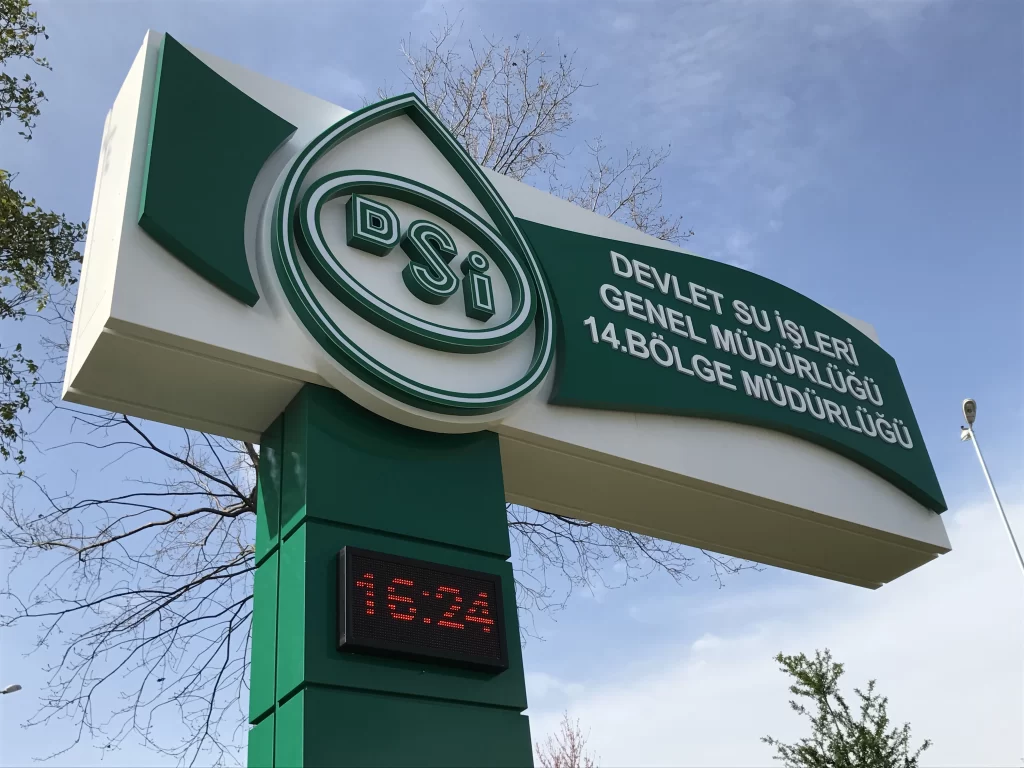 DSi
DEVLET SU İŞLERİ
GENEL MÜDÜRLÜĞÜ
14.BÖLGE MÜDÜRLÜĞÜ
16:24